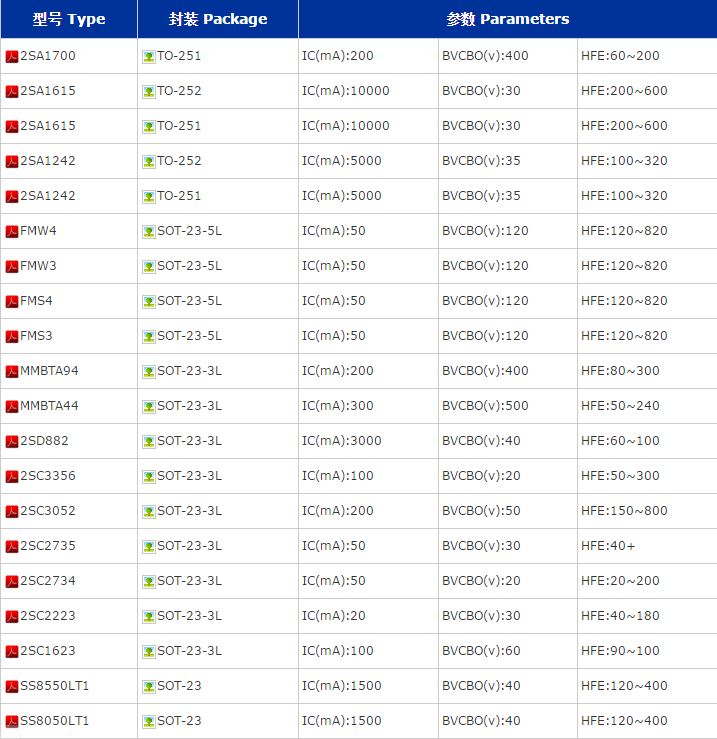 型号 Type 封装 Package 参数 Parameters
2SA1700 TO-251 IC(mA):200 BVCBO(v):400 HFE:60~200
2SA1615 TO-252 IC(mA):10000 BVCBO(v):30 HFE:200~600
2SA1615 TO-251 IC(mA):10000 BVCBO(v):30 HFE:200~600
2SA1242 TO-252 IC(mA):5000 BVCBO(v):35 HFE:100~320
2SA1242 TO-251 IC(mA):5000 BVCBO(v):35 HFE:100~320
FMW4 SOT-23-5L IC(mA):50 BVCBO(v):120 HFE:120~820
FMW3 SOT-23-5L IC(mA):50 BVCBO(v):120 HFE:120~820
FMS4 SOT-23-5L IC(mA):50 BVCBO(v):120 HFE:120~820
FMS3 SOT-23-5L IC(mA):50 BVCBO(v):120 HFE:120~820
MMBTA94 SOT-23-3L IC(mA):200 BVCBO(v):400 HFE:80~300
MMBTA44 SOT-23-3L IC(mA):300 BVCBO(v):500 HFE:50~240
2SD882 SOT-23-3L IC(mA):3000 BVCBO(v):40 HFE:60~100
2SC3356 SOT-23-3L IC(mA):100 BVCBO(v):20 HFE:50~300
2SC3052 SOT-23-3L IC(mA):200 BVCBO(v):50 HFE:150~800
2SC2735 SOT-23-3L IC(mA):50 BVCBO(v):30 HFE:40+
2SC2734 SOT-23-3L IC(mA):50 BVCBO(v):20 HFE:20~200
2SC2223 SOT-23-3L IC(mA):20 BVCBO(v):30 HFE:40~180
2SC1623 SOT-23-3L IC(mA):100 BVCBO(v):60 HFE:90~100
SS8550LT1 SOT-23 IC(mA):1500 BVCBO(v):40 HFE:120~400
SS8050LT1 SOT-23 IC(mA):1500 BVCBO(v):40 HFE:120~400